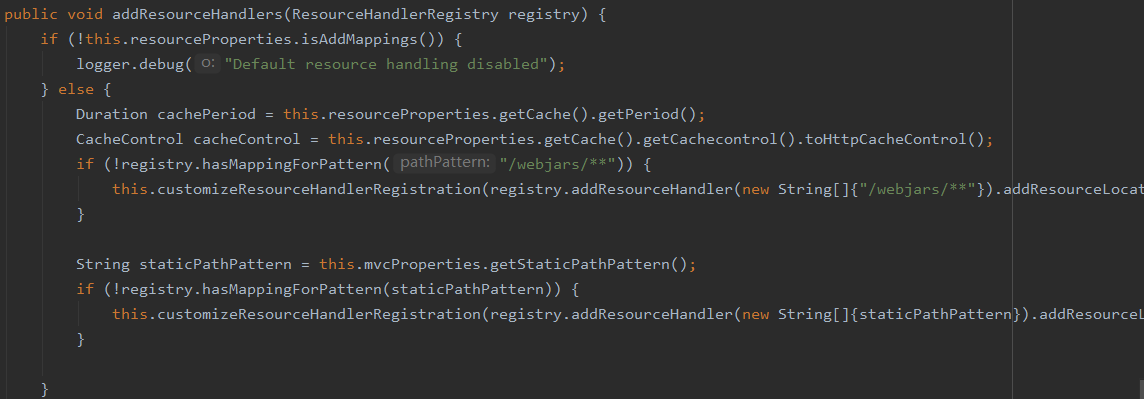 public void addResourceHandlers(ResourceHandlerRegistry registry) {
    if (!this.resourceProperties.isAddMappings()) {
        logger.debug( o: "Default resource handling disabled");
    } else {
        Duration cachePeriod = this.resourceProperties.getCache().getPeriod();
        CacheControl cacheControl = this.resourceProperties.getCache().getCachecontrol().toHttpCacheControl();
        if (!registry.hasMappingForPattern( pathPattern: "/webjars/**")) {
            this.customizeResourceHandlerRegistration(registry.addResourceHandler(new String[]{"/webjars/**"}).addResourceLocat
        }
        String staticPathPattern = this.mvcProperties.getStaticPathPattern();
        if (!registry.hasMappingForPattern(staticPathPattern)) {
            this.customizeResourceHandlerRegistration(registry.addResourceHandler(new String[]{staticPathPattern}).addResourceL
        }
    }